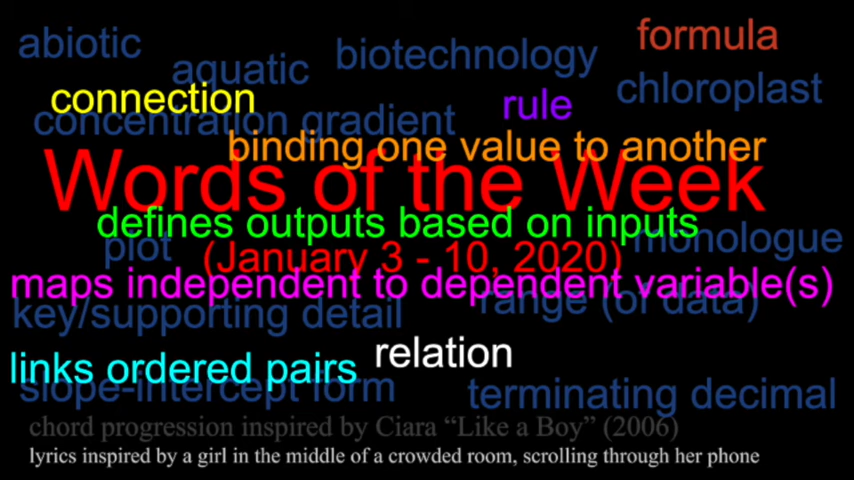 formula
abiotic
biotechnology
aquatic
chloroplast
connection
rule
concentration gradient
binding one value to another
Words of the Week
defines outputs based on inputs
plot
monologue
(January 3 - 10, 2020)
maps independent to dependent variable(s)
range (of data)
key/supporting detail
relation
links ordered pairs
slope-intercept form
terminating decimal
chord progression inspired by Ciara “Like a Boy” (2006)
lyrics inspired by a girl in the middle of a crowded room, scrolling through her phone